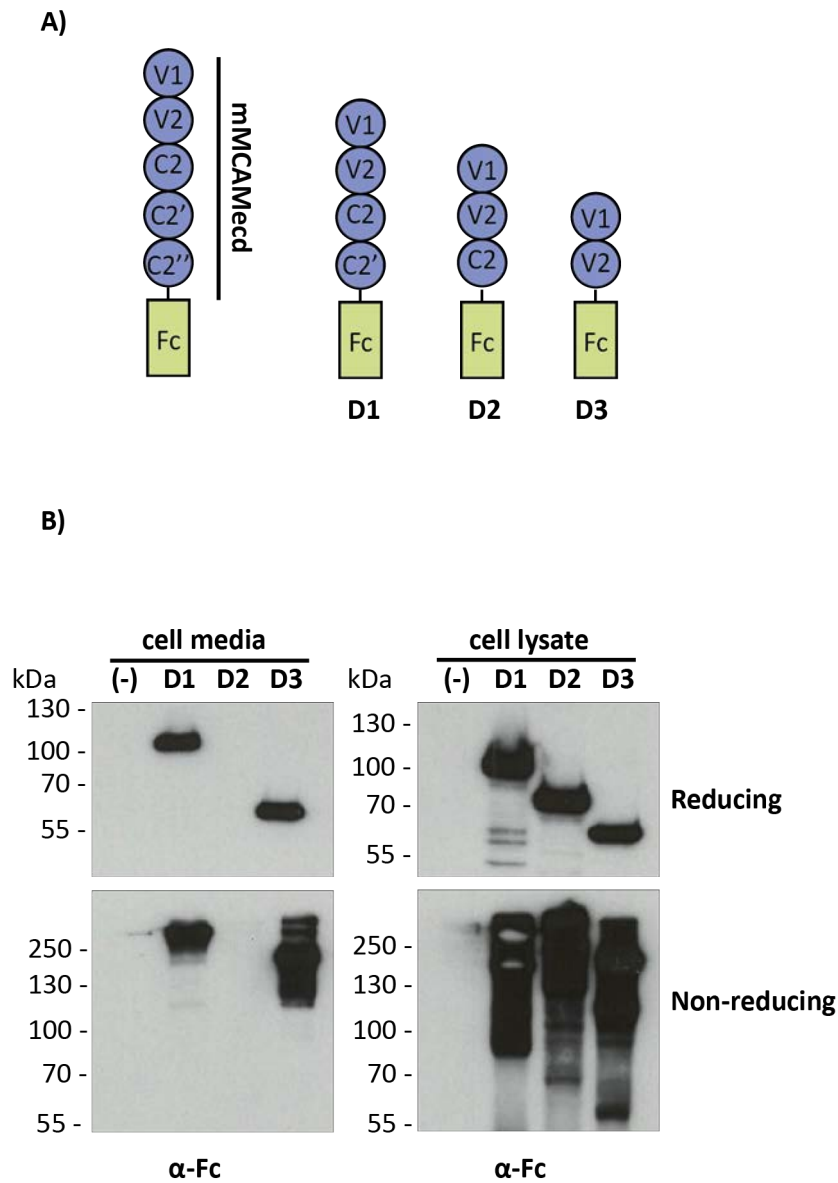 A)
V1
V2
C2
C2'
C2''
Fc
mMCAMecd
V1
V2
C2
C2'
Fc
D1
V1
V2
C2
Fc
D2
V1
V2
Fc
D3
B)
cell media
kDa (-) D1 D2 D3
130 -
100 -
70 -
55 -
250 -
130 -
100 -
70 -
55 -
α-Fc
cell lysate
kDa (-) D1 D2 D3
130 -
100 -
70 -
55 -
Reducing
250 -
130 -
100 -
70 -
55 -
Non-reducing
α-Fc